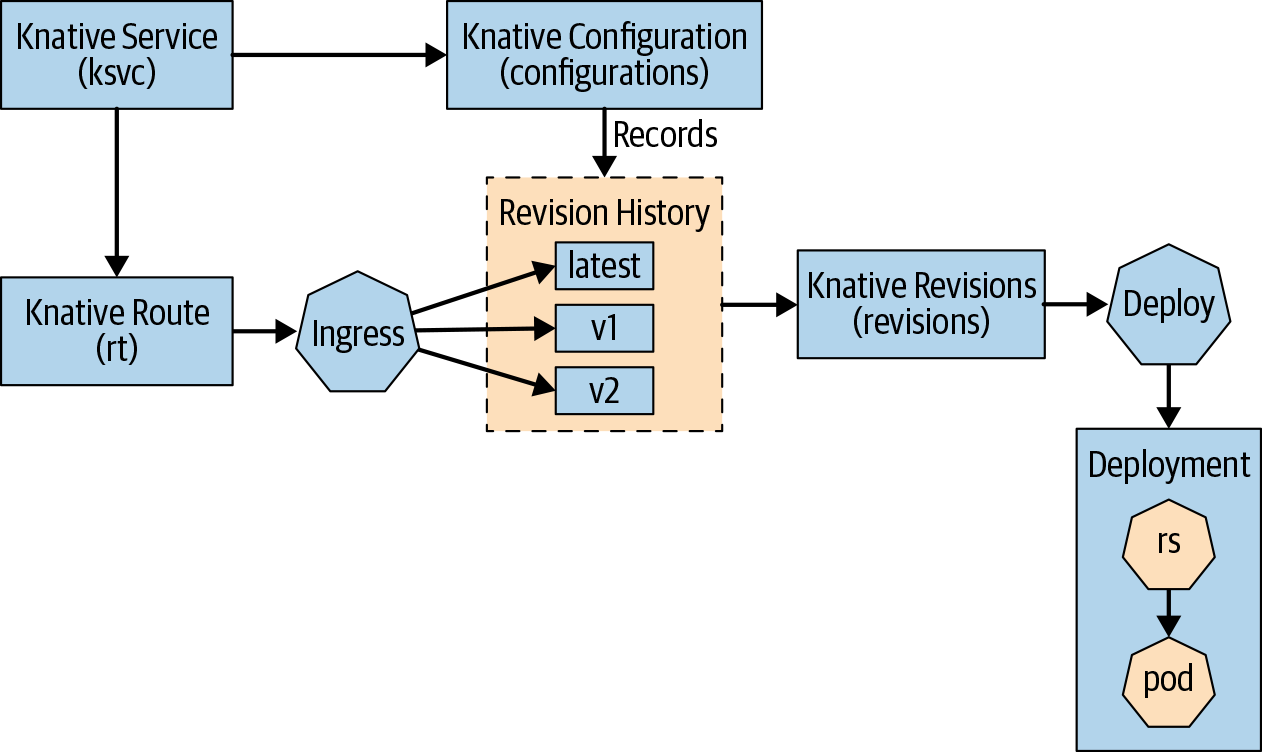 Knative Service
(ksvc)
Knative Configuration
(configurations)
Records
Revision History
latest
v1
v2
Knative Route
(rt)
Ingress
Knative Revisions
(revisions)
Deploy
Deployment
rs
pod